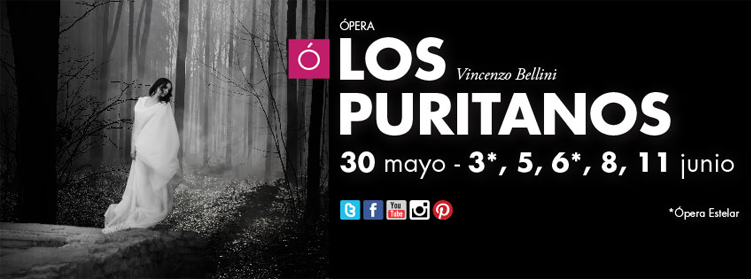 ÓPERA
Ó
LOS
Vincenzo Bellini
PURITANOS
30 mayo - 3*, 5, 6*, 8, 11 junio
You
Tube
*Ópera Estelar